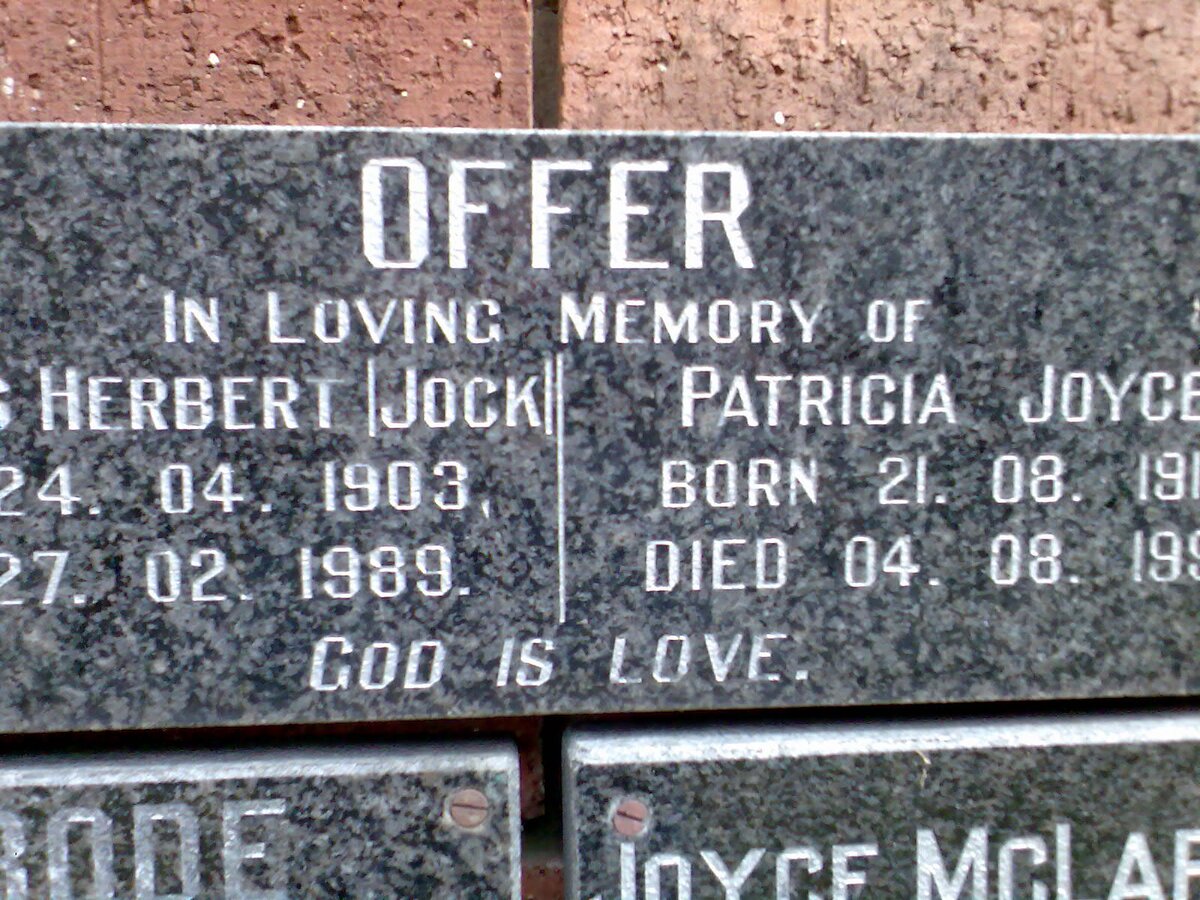 OFFER
IN LOVING MEMORY OF
HERBERT |JOCK|
24. 04. 1903,
27. 02. 1989.
PATRICIA JOYCE
BORN 21. 08.
DIED 04. 08.
GOD IS LOVE.
JOYCE